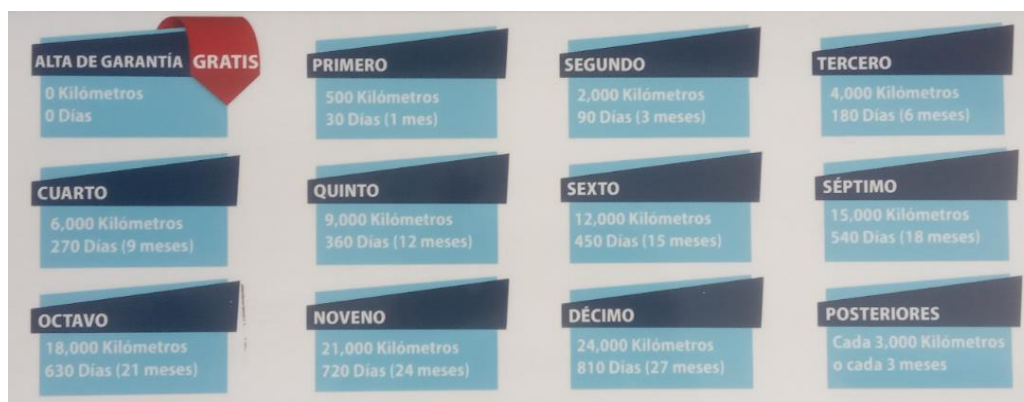 ALTA DE GARANTÍA GRATIS
0 Kilómetros
0 Días
PRIMERO
500 Kilómetros
30 Días (1 mes)
SEGUNDO
2,000 Kilómetros
90 Días (3 meses)
TERCERO
4,000 Kilómetros
180 Días (6 meses)
CUARTO
6,000 Kilómetros
270 Días (9 meses)
QUINTO
9,000 Kilómetros
360 Días (12 meses)
SEXTO
12,000 Kilómetros
450 Días (15 meses)
SÉPTIMO
15,000 Kilómetros
540 Días (18 meses)
OCTAVO
18,000 Kilómetros
630 Días (21 meses)
NOVENO
21,000 Kilómetros
720 Días (24 meses)
DÉCIMO
24,000 Kilómetros
810 Días (27 meses)
POSTERIORES
Cada 3,000 Kilómetros
o cada 3 meses